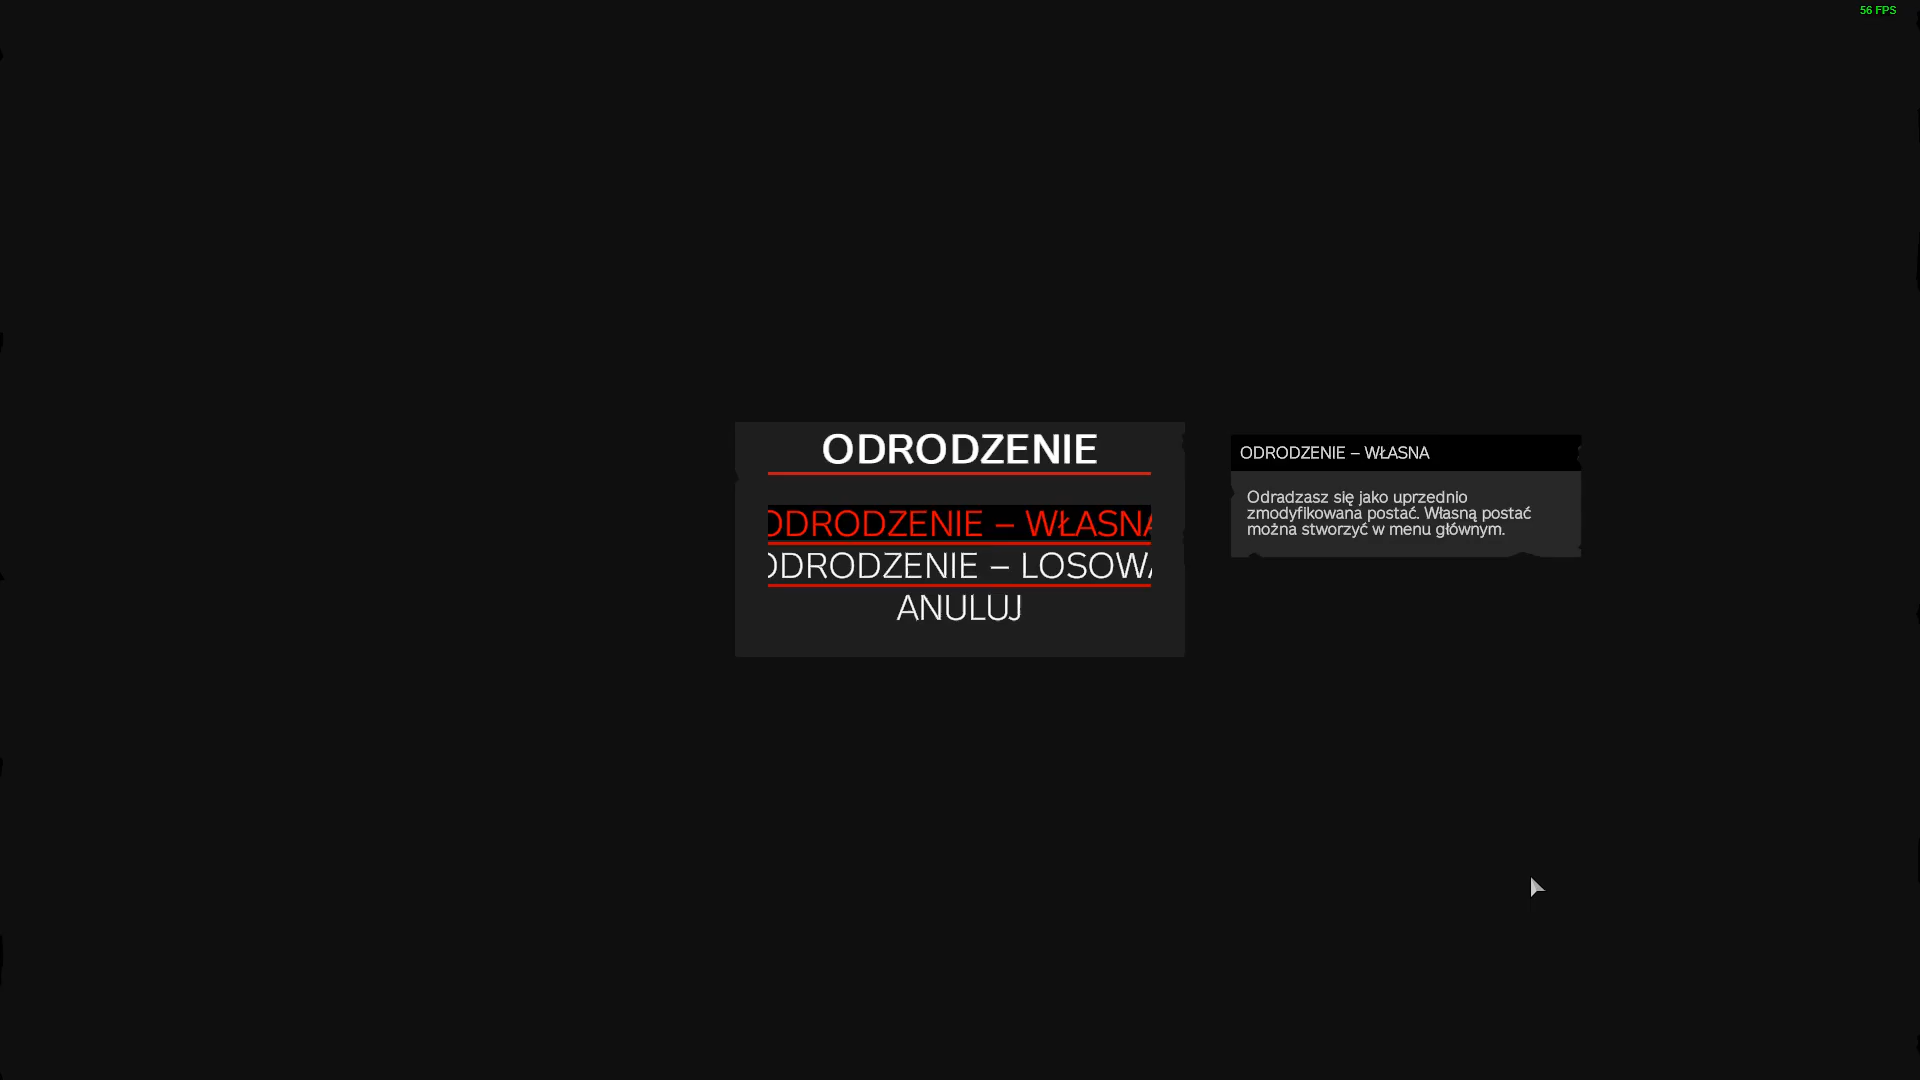 56 FPS
ODRODZENIE
ODRODZENIE – WŁASNA
ODRODZENIE – LOSOWA
ANULUJ
ODRODZENIE – WŁASNA
Odradzasz się jako uprzednio
zmodyfikowana postać. Własną postać
można stworzyć w menu głównym.